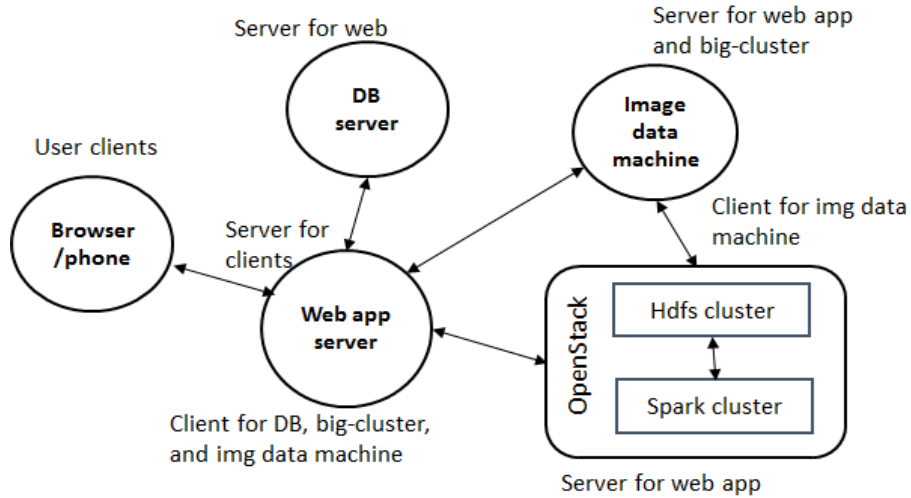 Server for web app
and big-cluster
Server for web
DB
server
Image
data
machine
User clients
Browser
/phone
Server for
clients
Client for img data
machine
Web app
server
OpenStack
Hdfs cluster
Spark cluster
Client for DB, big-cluster,
and img data machine
Server for web app